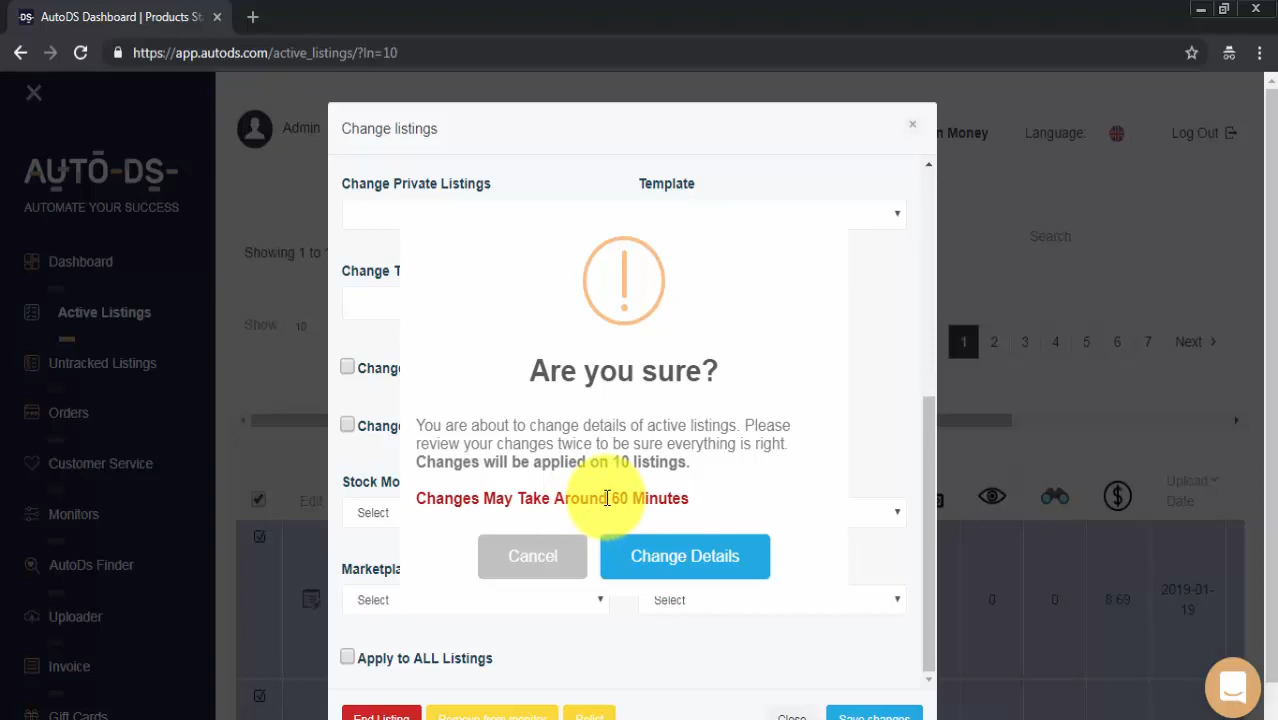 -DS- AutoDS Dashboard | Products St
https://app.autods.com/active_listings/?ln=10
Admin
Change listings
Money
Language:
Log Out
AUTO-DS-
AUTOMATE YOUR SUCCESS
Change Private Listings
Template
Showing 1 to
Search
Dashboard
Change T
Active Listings
Show 10
1 2 3 4 5 6 7 Next
Untracked Listings
Chang
Are you sure?
Orders
Chang
You are about to change details of active listings. Please
review your changes twice to be sure everything is right.
Changes will be applied on 10 listings.
Customer Service
Stock Mo
Edit
Changes May Take Around 60 Minutes
Upload
Date
Monitors
Select
Cancel
Change Details
AutoDs Finder
Marketpla
Select
Select
0
0
8.69
2019-01-
19
Uploader
Apply to ALL Listings
Invoice
Gift Cards
End Listing
Remove from monitor
Relist
Close
Save changes